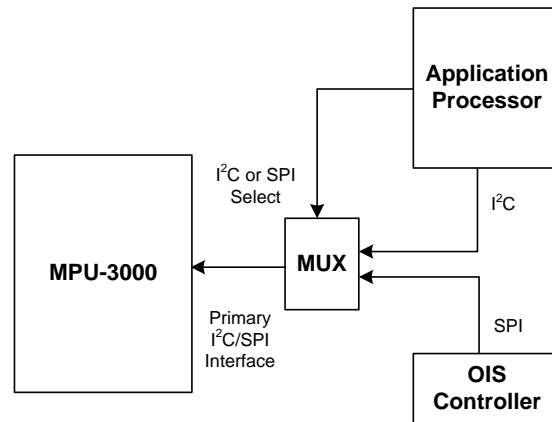 Application
Processor
I²C or SPI
Select
I²C
MPU-3000
MUX
Primary
I²C/SPI
Interface
SPI
OIS
Controller